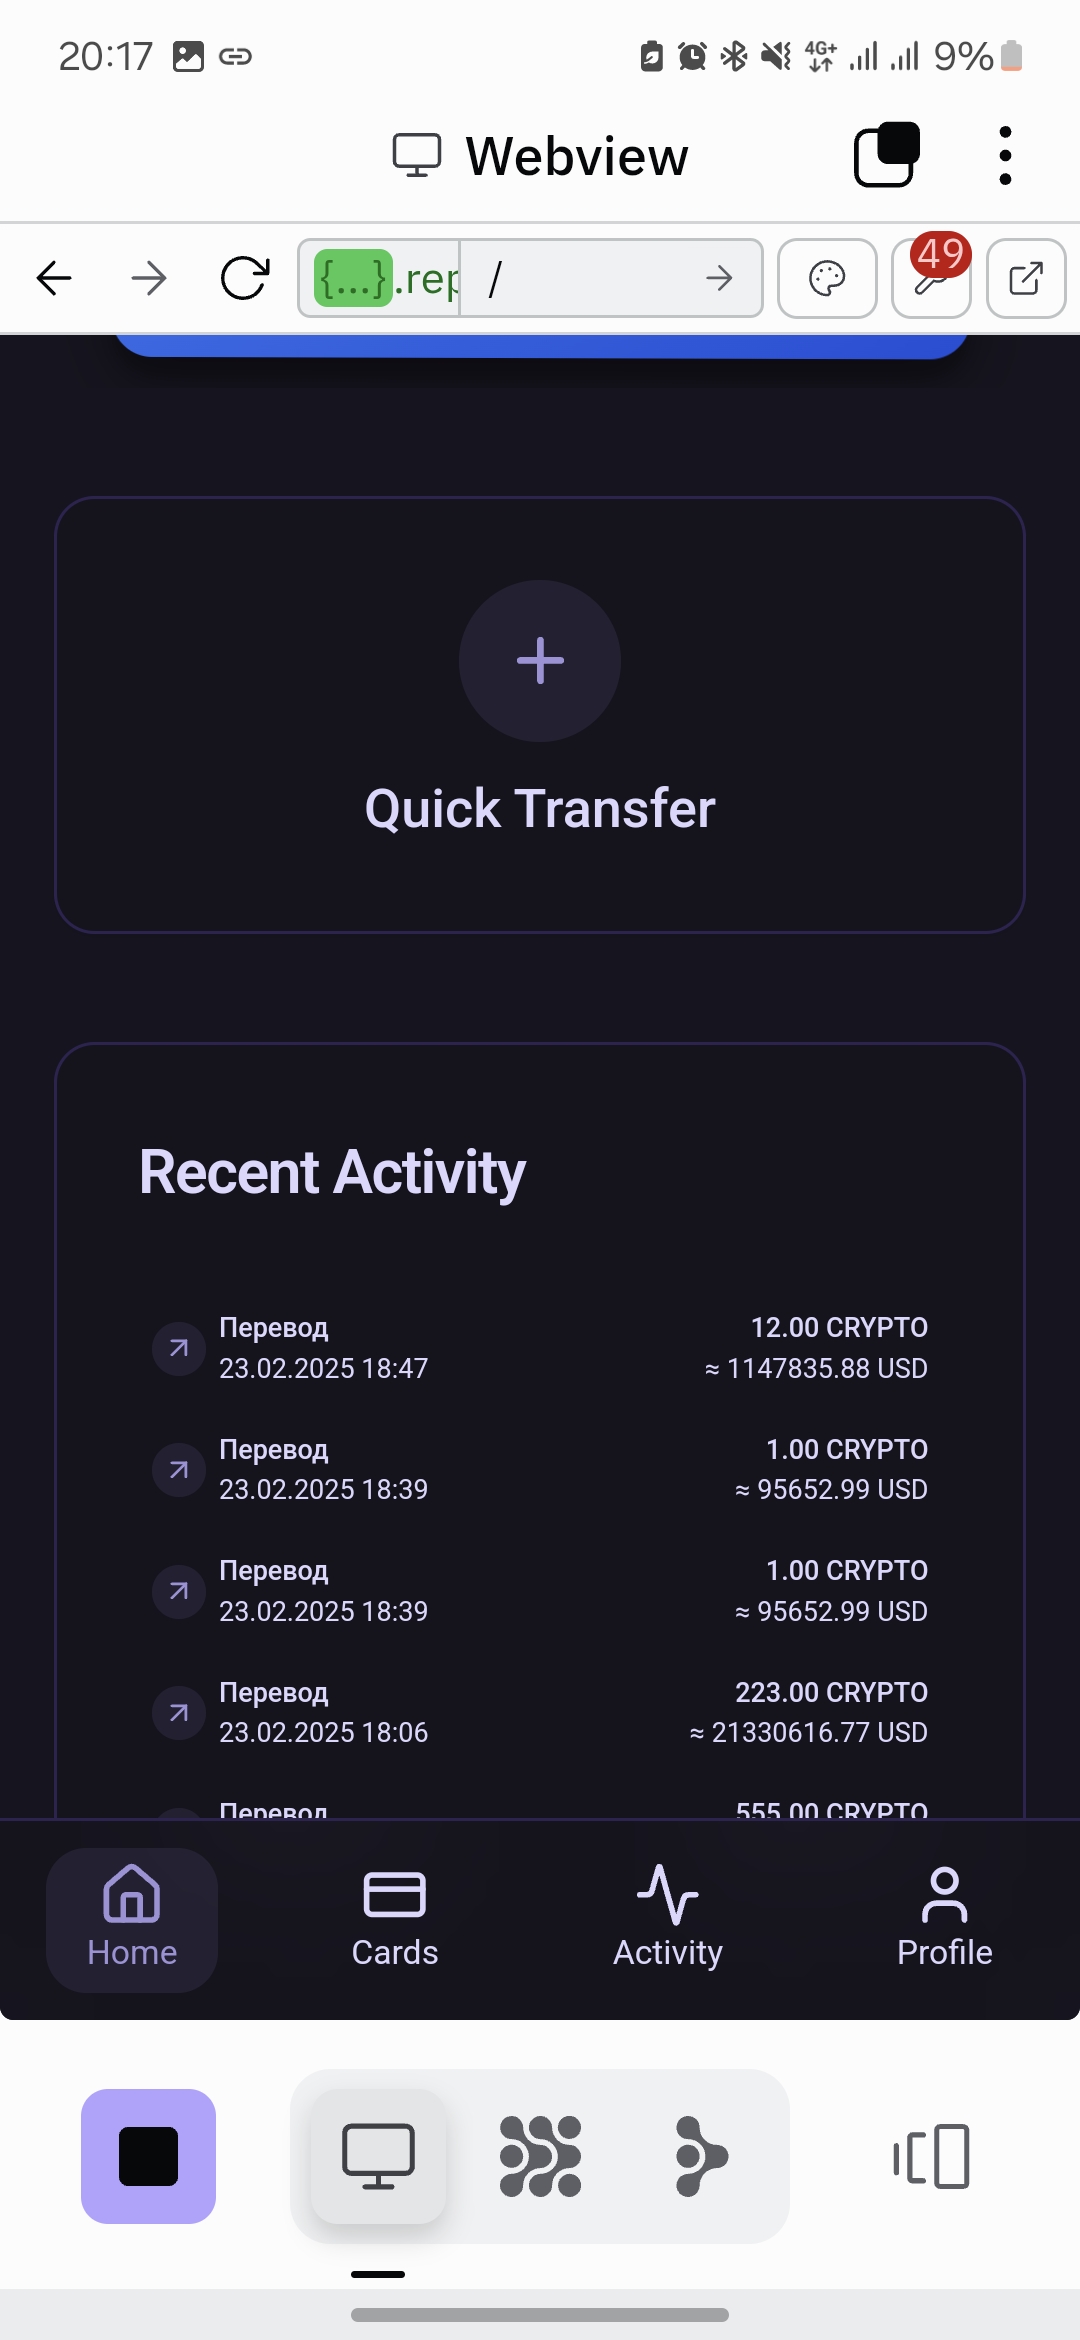 20:17
4G+
9%
Webview
{...}.rep
/
49
Quick Transfer
Recent Activity
Перевод
12.00 CRYPTO
23.02.2025 18:47
≈ 1147835.88 USD
Перевод
1.00 CRYPTO
23.02.2025 18:39
≈ 95652.99 USD
Перевод
1.00 CRYPTO
23.02.2025 18:39
≈ 95652.99 USD
Перевод
223.00 CRYPTO
23.02.2025 18:06
≈ 21330616.77 USD
Перевод
555.00 CRYPTO
Home
Cards
Activity
Profile